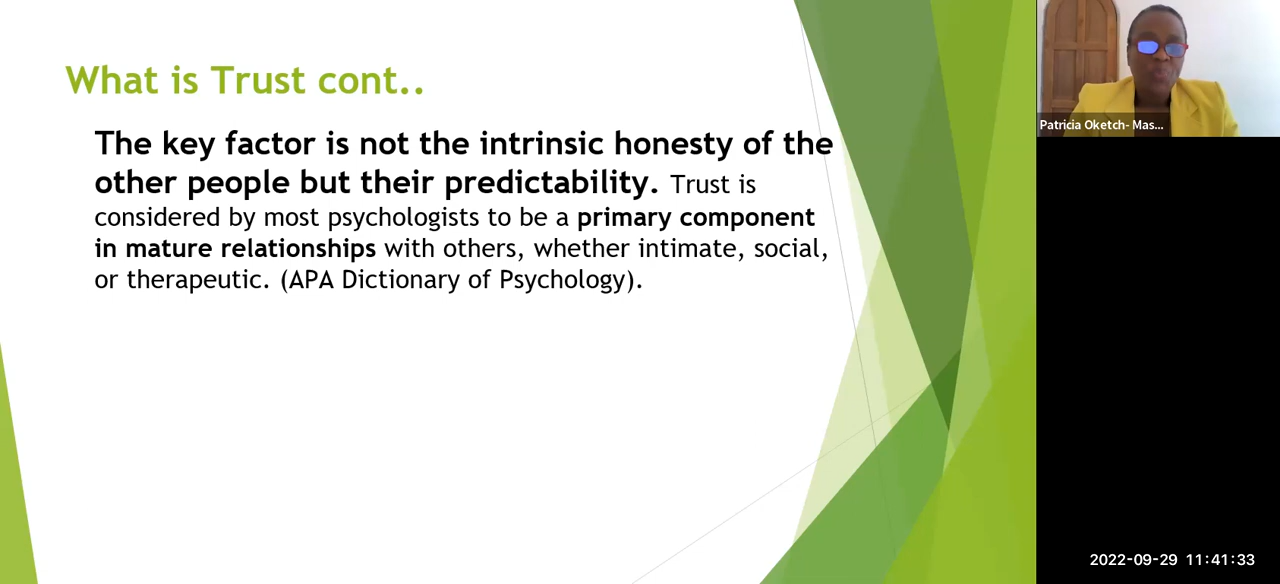 What is Trust cont..
The key factor is not the intrinsic honesty of the
other people but their predictability. Trust is
considered by most psychologists to be a primary component
in mature relationships with others, whether intimate, social,
or therapeutic. (APA Dictionary of Psychology).
Patricia Oketch- Mas...
2022-09-29 11:41:33